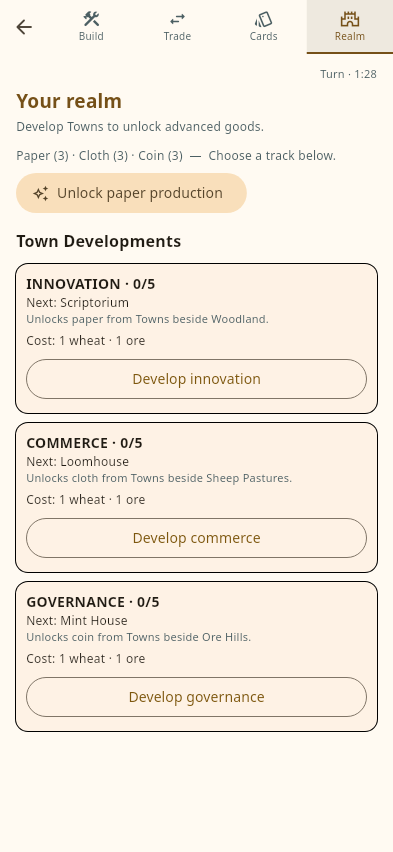 Build
Trade
Cards
Realm
Turn · 1:28
Your realm
Develop Towns to unlock advanced goods.
Paper (3) · Cloth (3) · Coin (3) — Choose a track below.
Unlock paper production
Town Developments
INNOVATION · 0/5
Next: Scriptorium
Unlocks paper from Towns beside Woodland.
Cost: 1 wheat · 1 ore
Develop innovation
COMMERCE · 0/5
Next: Loomhouse
Unlocks cloth from Towns beside Sheep Pastures.
Cost: 1 wheat · 1 ore
Develop commerce
GOVERNANCE · 0/5
Next: Mint House
Unlocks coin from Towns beside Ore Hills.
Cost: 1 wheat · 1 ore
Develop governance